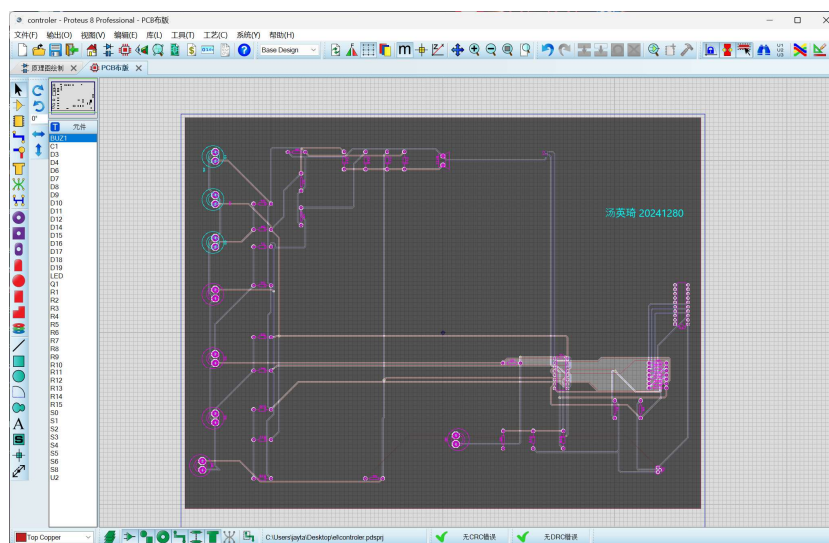 controler - Proteus 8 Professional - PCB布版
文件(F) 输出(O) 视图(V) 编辑(E) 库(L) 工具(T) 工艺(C) 系统(Y) 帮助(H)
Base Design
原理图绘制 PCB布版
0°
元件
BUZ1
C1
D3
D4
D6
D7
D8
D9
D10
D11
D12
D14
D15
D16
D17
D18
D19
LED
Q1
R1
R2
R3
R4
R5
R6
R7
R8
R9
R10
R11
R12
R13
R14
R15
S0
S1
S2
S3
S4
S5
S6
S8
U2
汤英琦 20241280
Top Copper
C:\Users\jayta\Desktop\el\controler.pdsprj
无CRC错误
无DRC错误